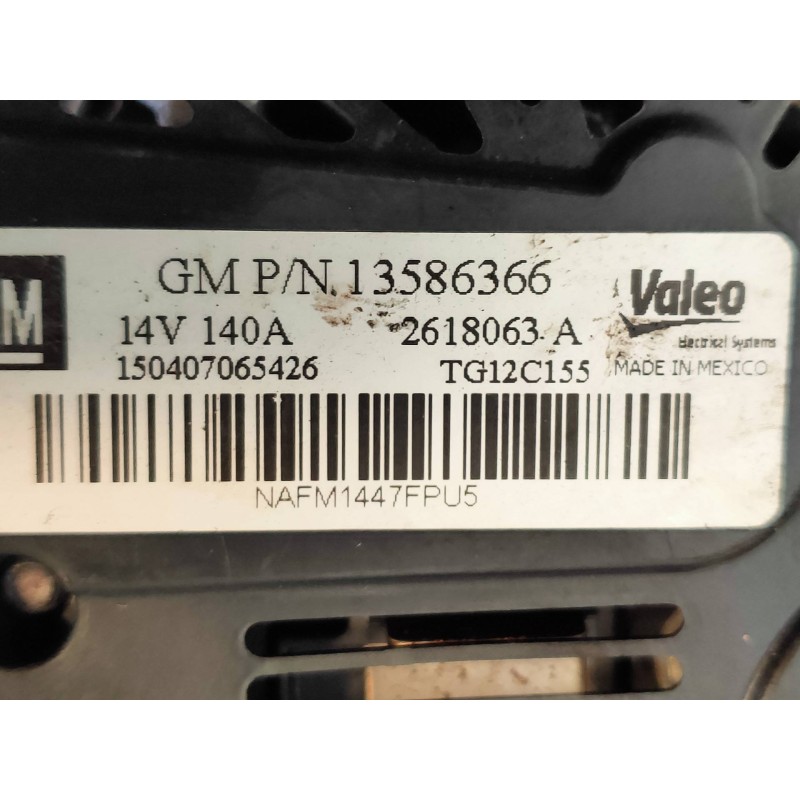 GM P/N 13586366
Valeo
Electrical Systems
M
14V 140A 2618063 A
150407065426 TG12C155 MADE IN MEXICO
NAFM1447FPU5